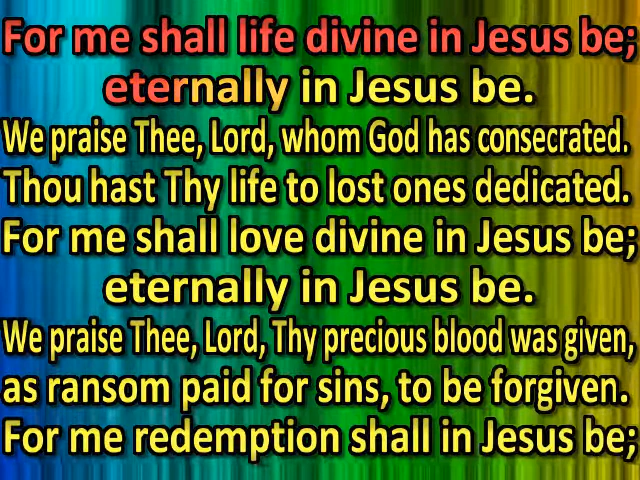 For me shall life divine in Jesus be;
eternally in Jesus be.
We praise Thee, Lord, whom God has consecrated.
Thou hast Thy life to lost ones dedicated.
For me shall love divine in Jesus be;
eternally in Jesus be.
We praise Thee, Lord, Thy precious blood was given,
as ransom paid for sins, to be forgiven.
For me redemption shall in Jesus be;